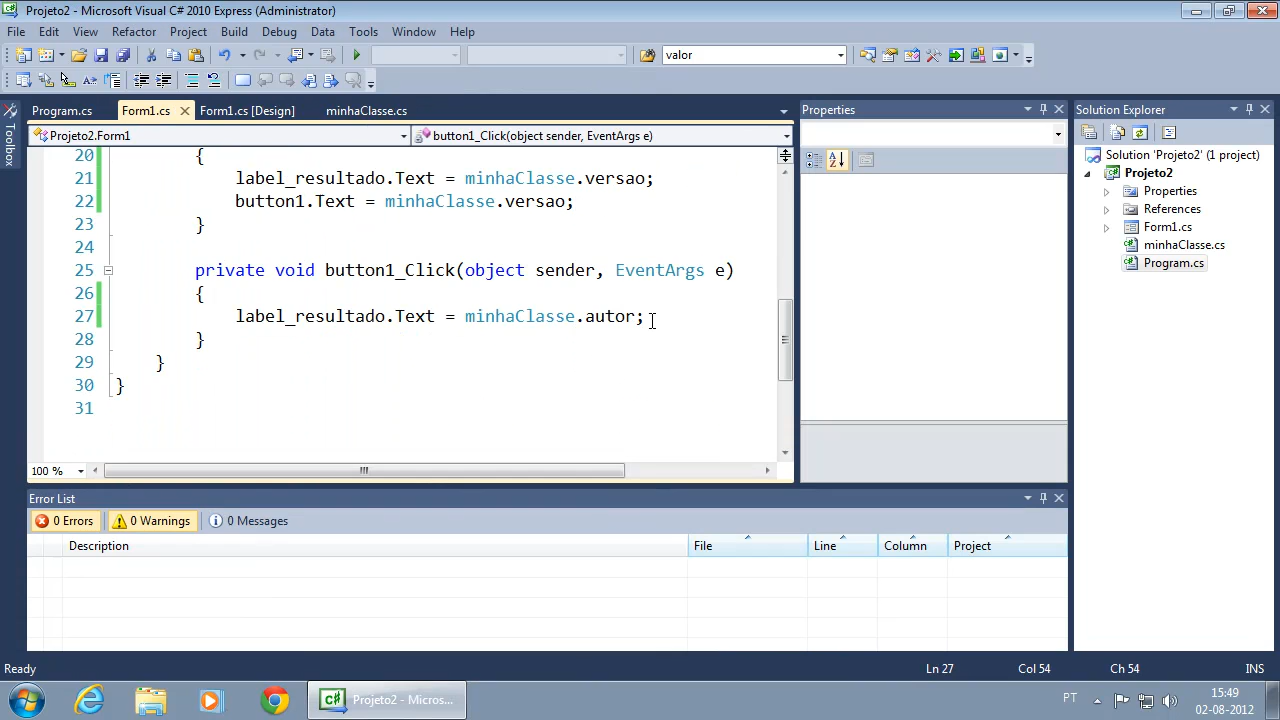 Projeto2 - Microsoft Visual C# 2010 Express (Administrator)
File Edit View Refactor Project Build Debug Data Tools Window Help
valor
Program.cs Form1.cs Form1.cs [Design] minhaClasse.cs
Projeto2.Form1 button1_Click(object sender, EventArgs e)
Toolbox
20 {
21 label_resultado.Text = minhaClasse.versao;
22 button1.Text = minhaClasse.versao;
23 }
24
25 private void button1_Click(object sender, EventArgs e)
26 {
27 label_resultado.Text = minhaClasse.autor;
28 }
29 }
30 }
31
100 %
Properties
Solution Explorer
Solution 'Projeto2' (1 project)
Projeto2
Properties
References
Form1.cs
minhaClasse.cs
Program.cs
Error List
0 Errors 0 Warnings 0 Messages
Description File Line Column Project
Ready Ln 27 Col 54 Ch 54 INS
C# Projeto2 - Micros... PT 15:49
02-08-2012